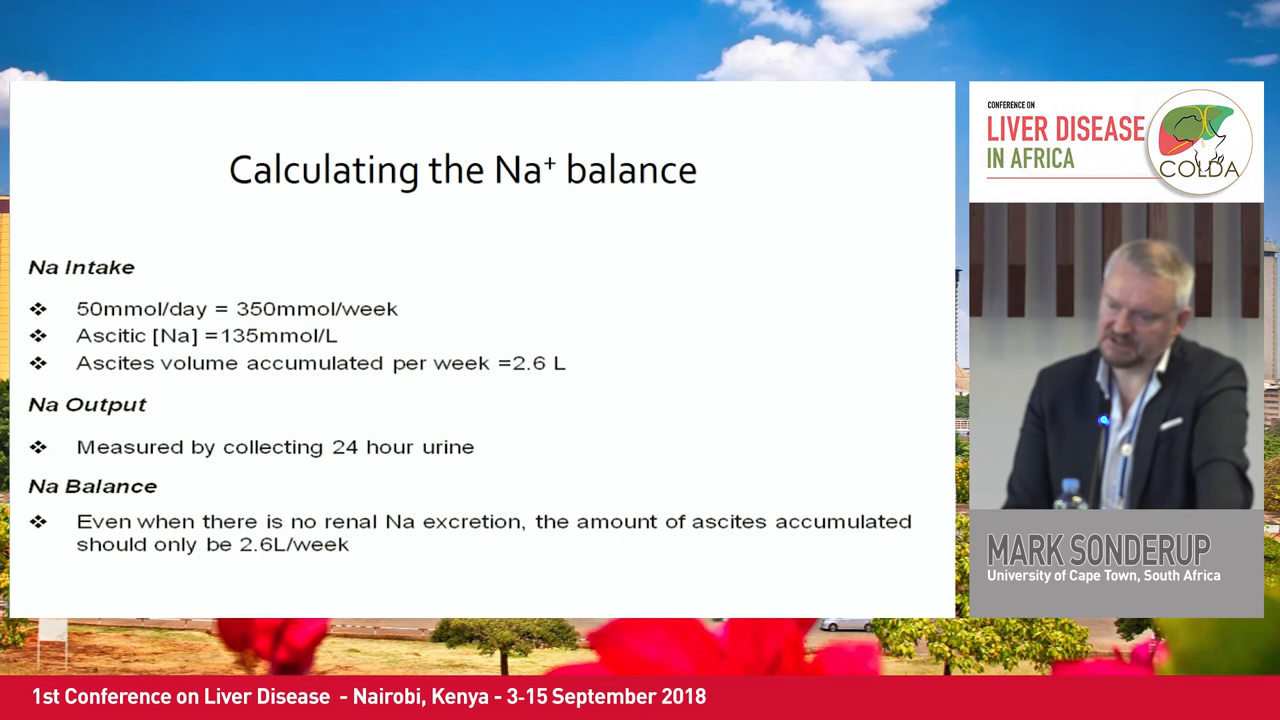 Calculating the Na⁺ balance
Na Intake
❖ 50mmol/day = 350mmol/week
❖ Ascitic [Na] =135mmol/L
❖ Ascites volume accumulated per week =2.6 L
Na Output
❖ Measured by collecting 24 hour urine
Na Balance
❖ Even when there is no renal Na excretion, the amount of ascites accumulated
should only be 2.6L/week
CONFERENCE ON
LIVER DISEASE
IN AFRICA
COLDA
MARK SONDERUP
University of Cape Town, South Africa
1st Conference on Liver Disease - Nairobi, Kenya - 3-15 September 2018